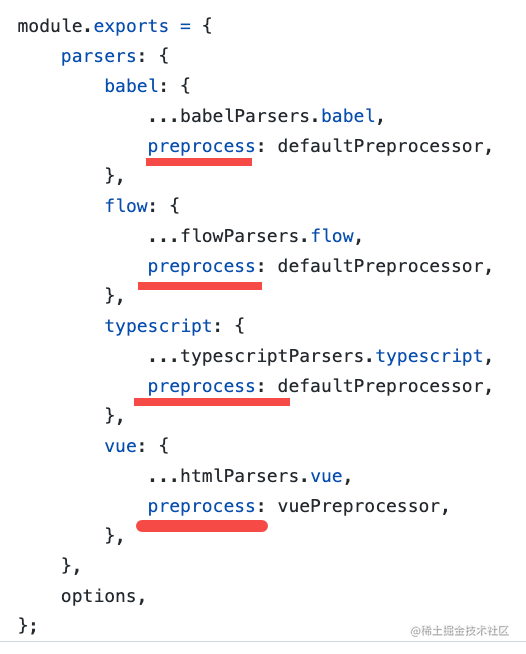 module.exports = {
    parsers: {
        babel: {
            ...babelParsers.babel,
            preprocess: defaultPreprocessor,
        },
        flow: {
            ...flowParsers.flow,
            preprocess: defaultPreprocessor,
        },
        typescript: {
            ...typescriptParsers.typescript,
            preprocess: defaultPreprocessor,
        },
        vue: {
            ...htmlParsers.vue,
            preprocess: vuePreprocessor,
        },
    },
    options,
};
@稀土掘金技术社区